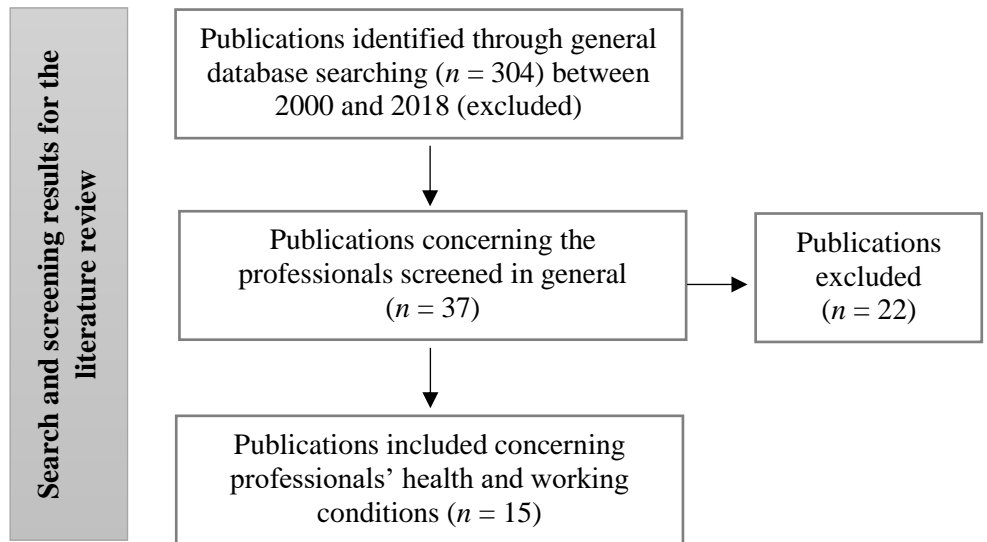 Search and screening results for the
literature review
Publications identified through general
database searching (n = 304) between
2000 and 2018 (excluded)
Publications concerning the
professionals screened in general
(n = 37)
Publications
excluded
(n = 22)
Publications included concerning
professionals’ health and working
conditions (n = 15)